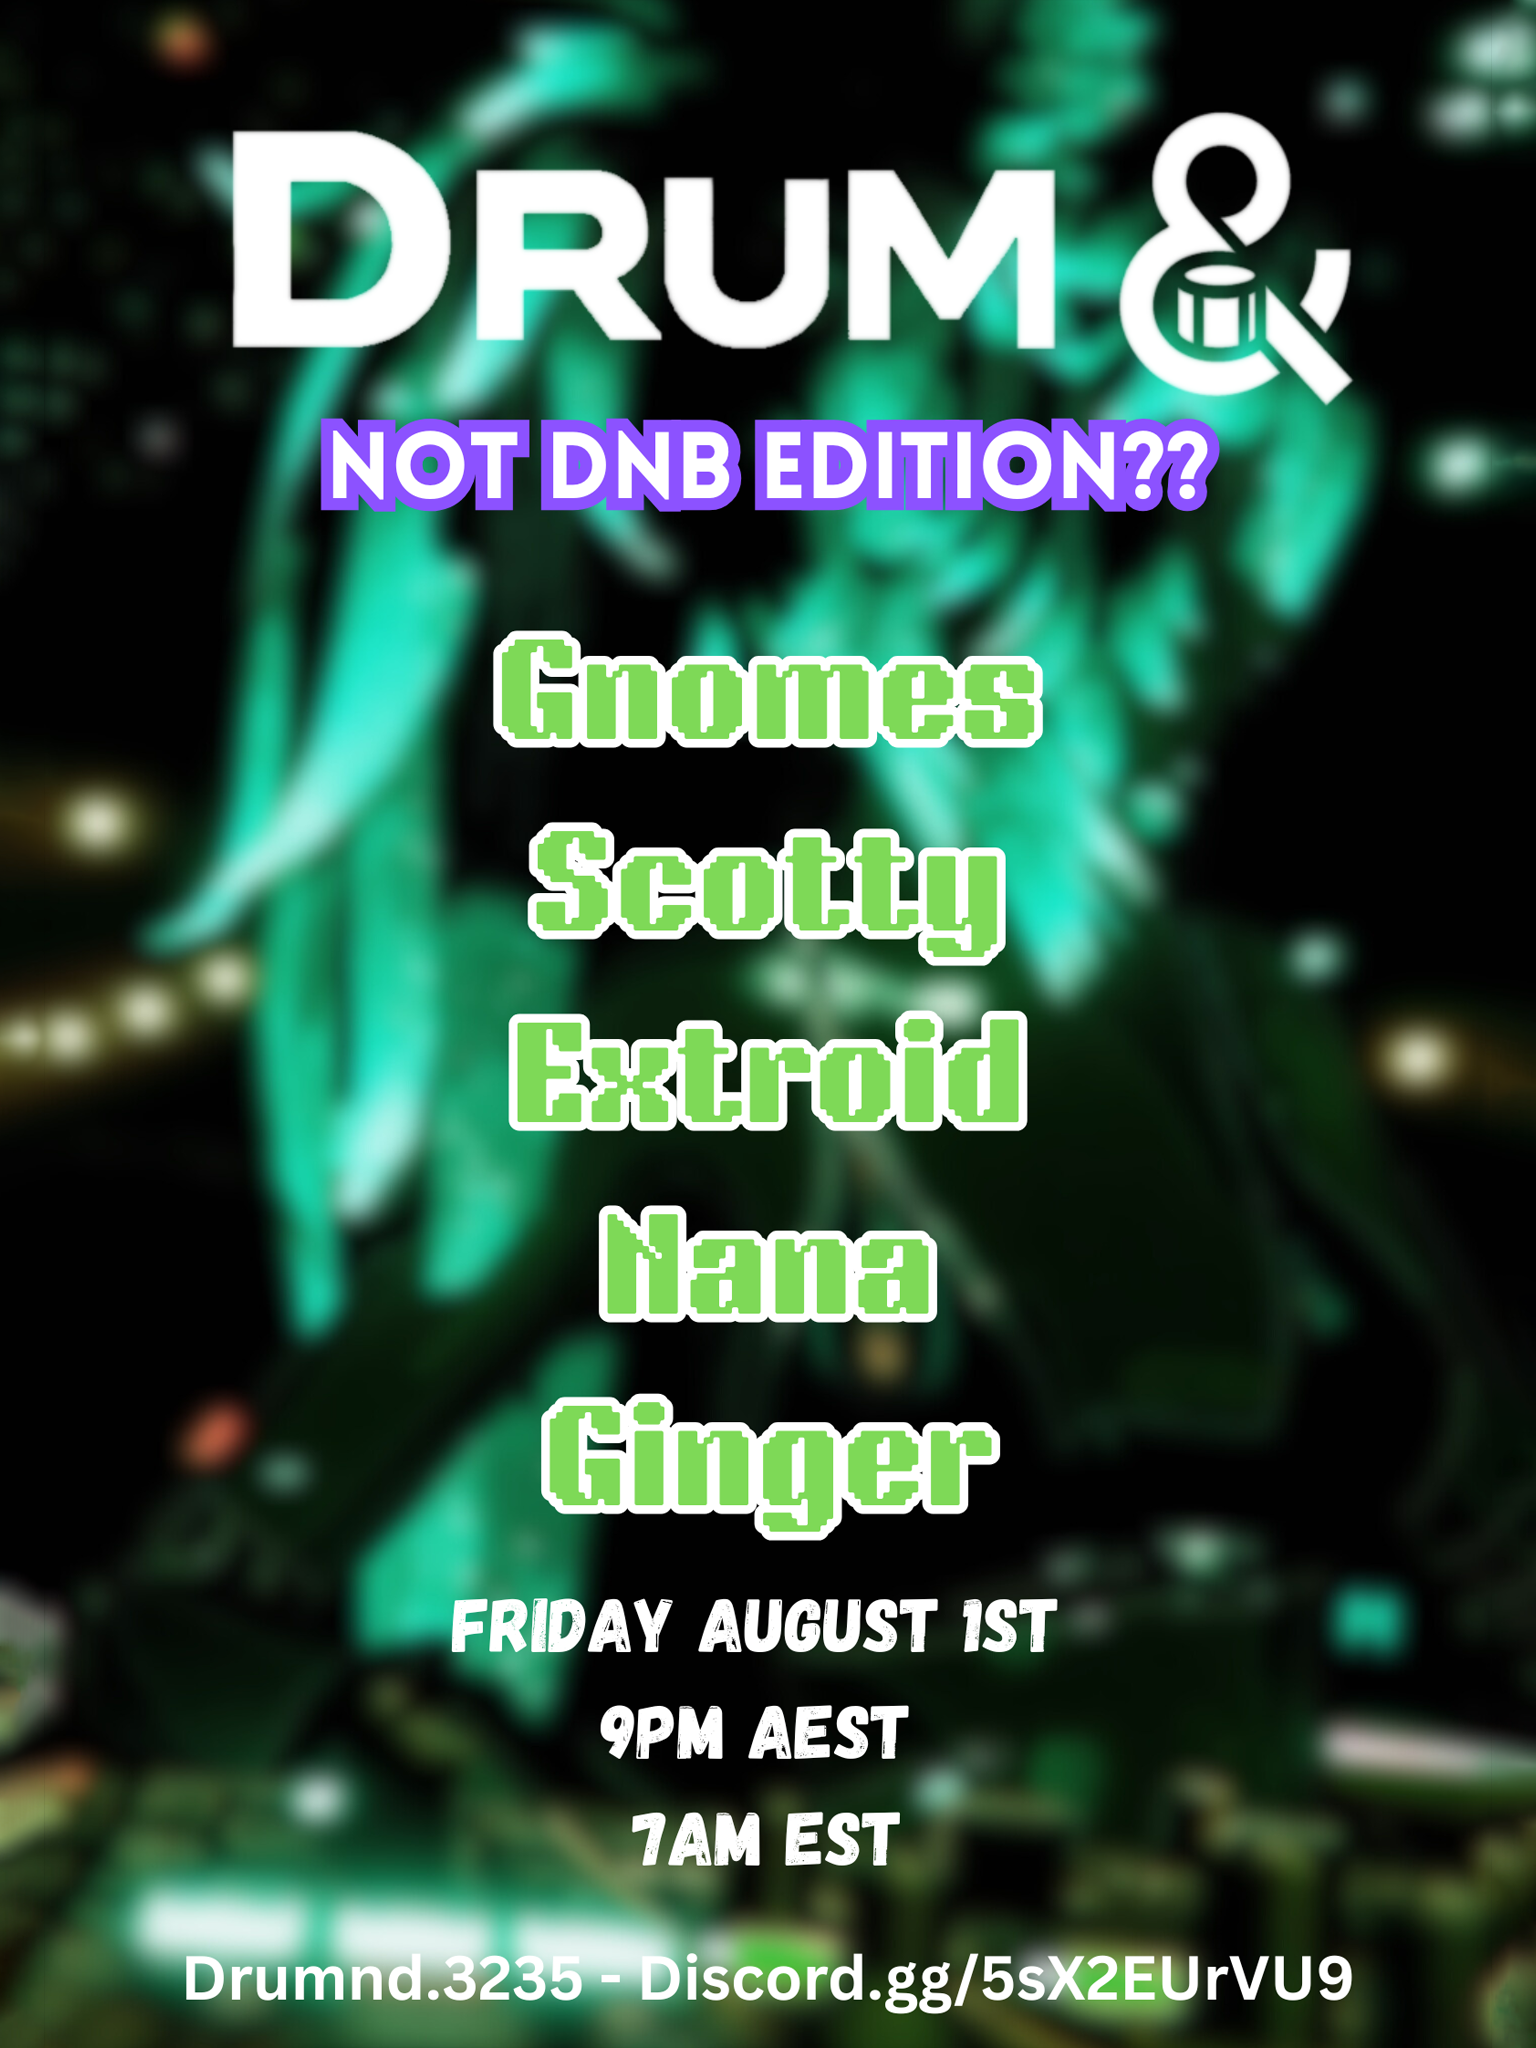 DRUM &
NOT DNB EDITION??
Gnomes
Scotty
Extroid
Nana
Ginger
FRIDAY AUGUST 1ST
9PM AEST
7AM EST
Drumnd.3235 - Discord.gg/5sX2EUrVU9